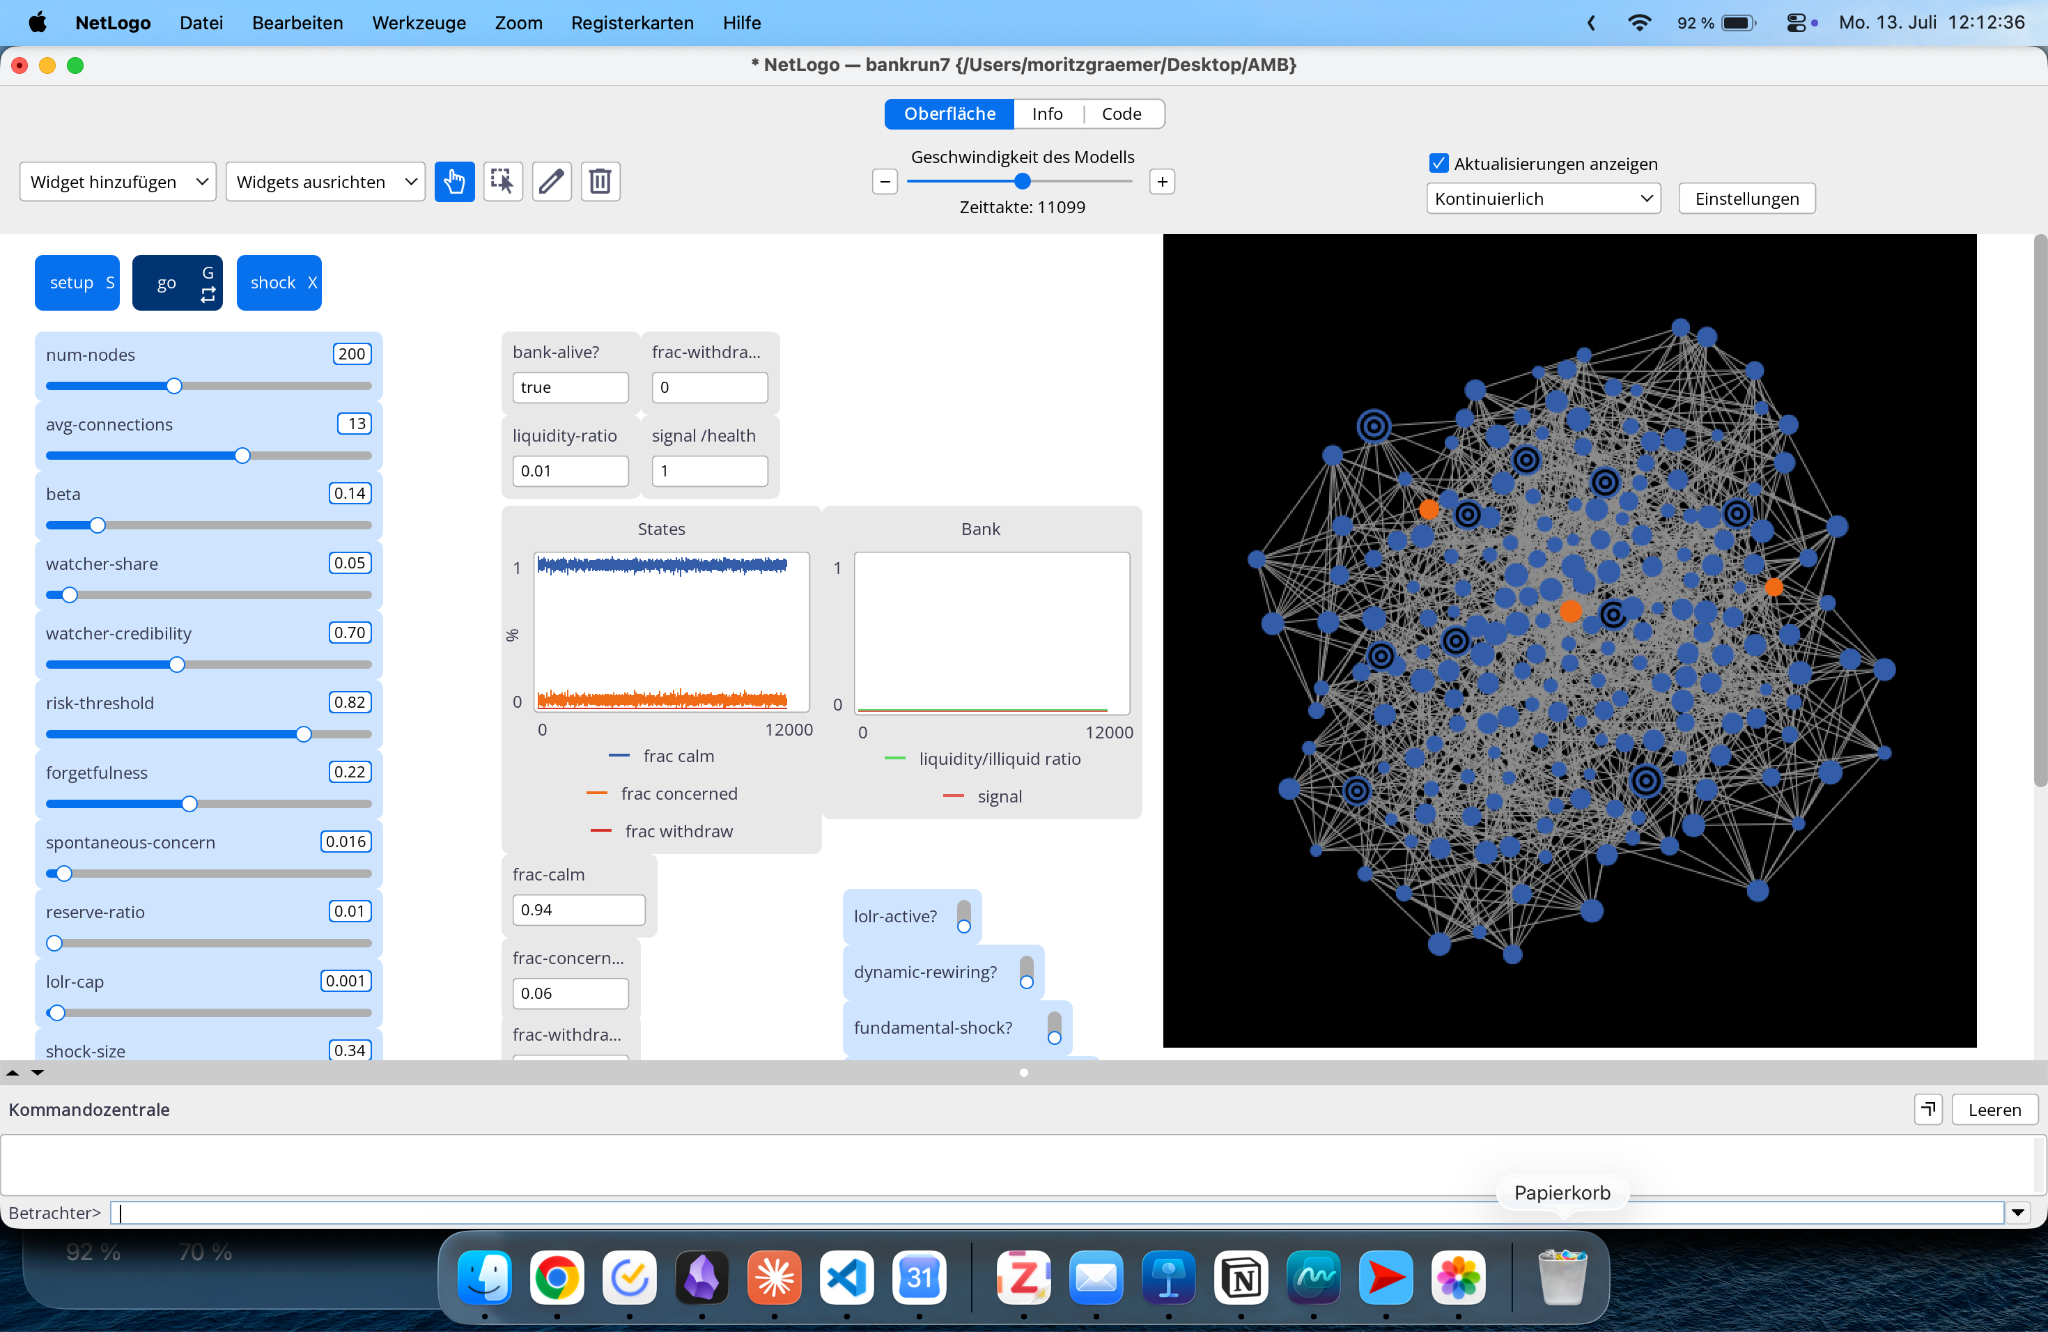 NetLogo Datei Bearbeiten Werkzeuge Zoom Registerkarten Hilfe 92 % Mo. 13. Juli 12:12:36
* NetLogo — bankrun7 {/Users/moritzgraemer/Desktop/AMB}
Oberfläche Info Code
Widget hinzufügen Widgets ausrichten
Geschwindigkeit des Modells
Zeittakte: 11099
Aktualisierungen anzeigen
Kontinuierlich Einstellungen
setup S go G shock X
num-nodes 200
avg-connections 13
beta 0.14
watcher-share 0.05
watcher-credibility 0.70
risk-threshold 0.82
forgetfulness 0.22
spontaneous-concern 0.016
reserve-ratio 0.01
lolr-cap 0.001
shock-size 0.34
bank-alive? frac-withdra...
true 0
liquidity-ratio signal /health
0.01 1
States
1
%
0
0 12000
frac calm
frac concerned
frac withdraw
Bank
1
0
0 12000
liquidity/illiquid ratio
signal
frac-calm
0.94
frac-concern...
0.06
frac-withdra...
lolr-active?
dynamic-rewiring?
fundamental-shock?
Kommandozentrale Leeren
Betrachter>
Papierkorb
92 % 70 %
31